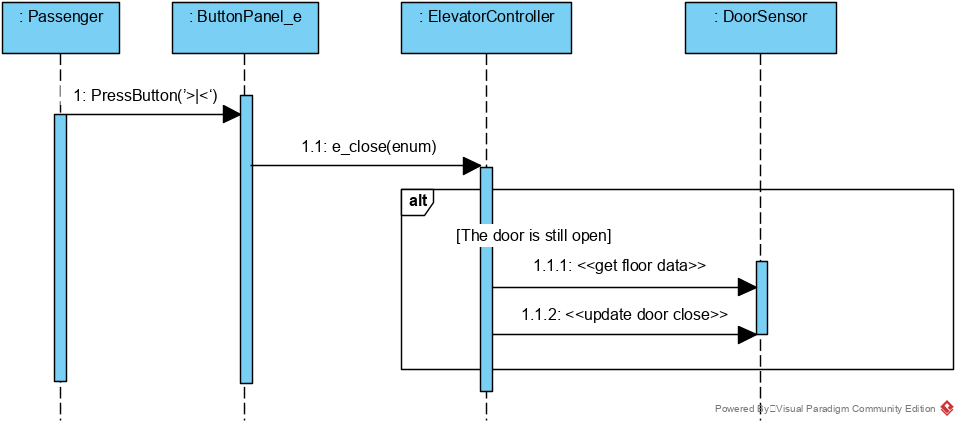 : Passenger
: ButtonPanel_e
: ElevatorController
: DoorSensor
1: PressButton(’>|<‘)
1.1: e_close(enum)
alt
[The door is still open]
1.1.1: <<get floor data>>
1.1.2: <<update door close>>
Powered By Visual Paradigm Community Edition